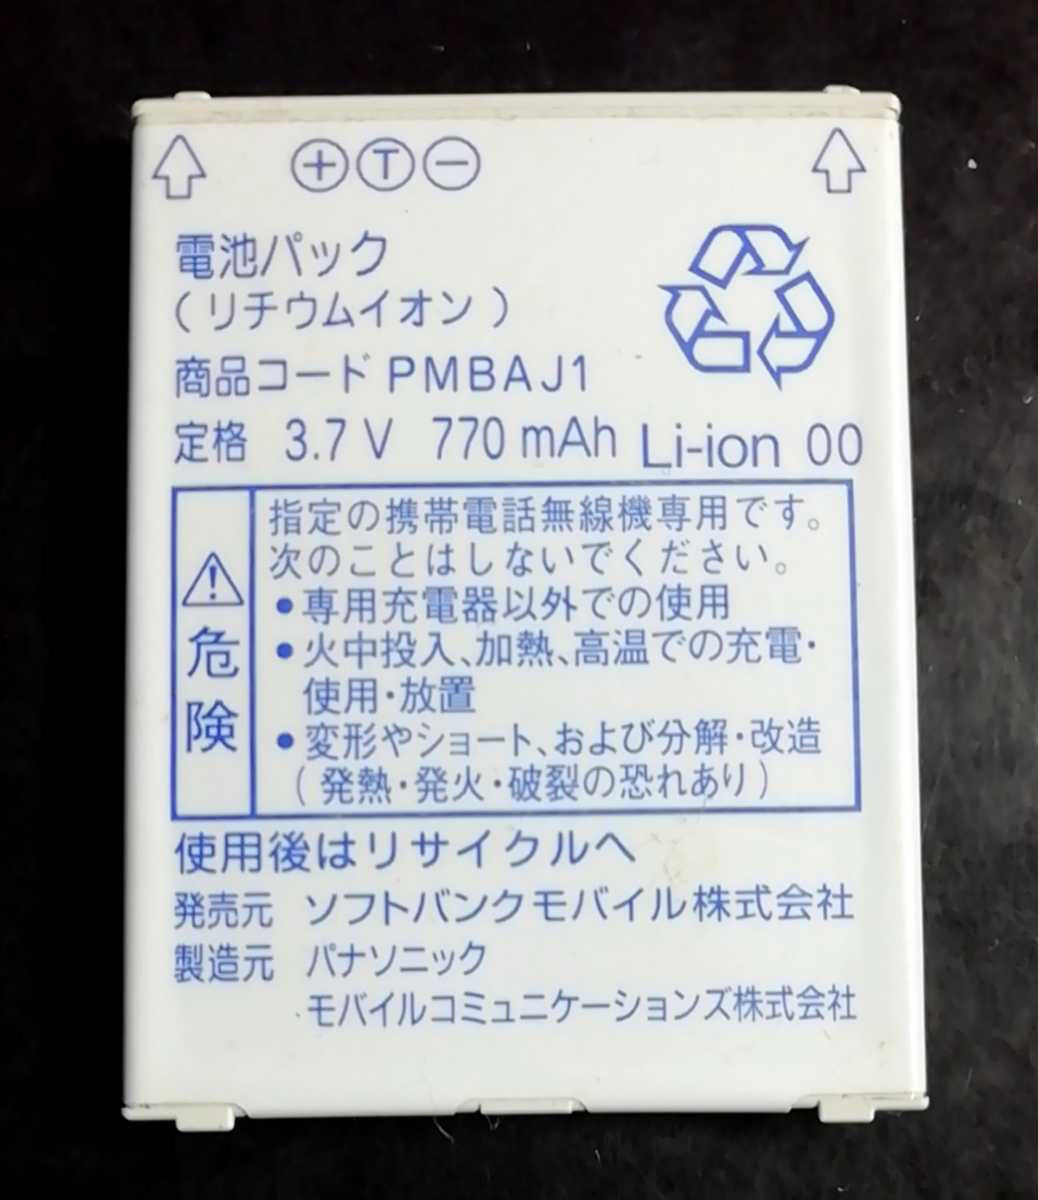 + T −
電池パック
(リチウムイオン)
商品コード PMBAJ1
定格 3.7V 770mAh Li-ion 00
指定の携帯電話無線機専用です。
次のことはしないでください。
•専用充電器以外での使用
•火中投入、加熱、高温での充電・
使用・放置
•変形やショート、および分解・改造
(発熱・発火・破裂の恐れあり)
危険
使用後はリサイクルへ
発売元 ソフトバンクモバイル株式会社
製造元 パナソニック
モバイルコミュニケーションズ株式会社